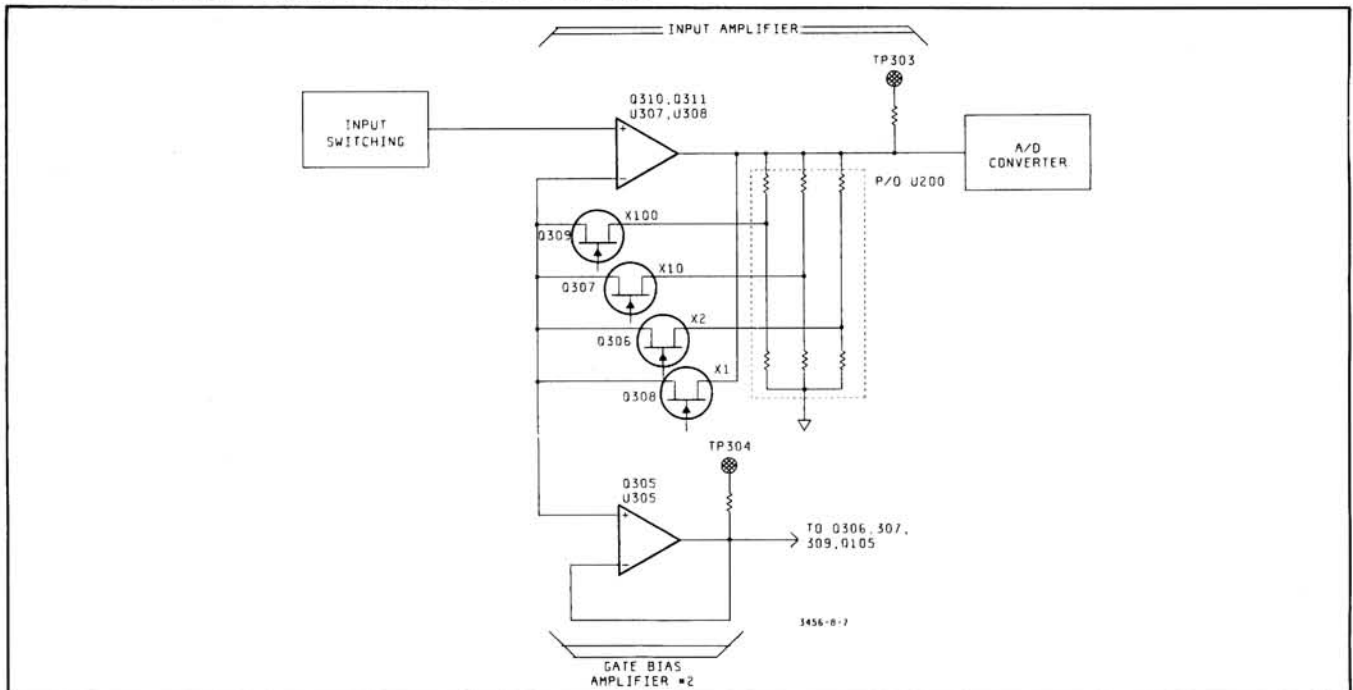 INPUT AMPLIFIER
TP303
Q310,Q311
U307,U308
INPUT
SWITCHING
A/D
CONVERTER
+
-
P/O U200
X100
Q309
X10
Q307
X2
Q306
X1
Q308
TP304
Q305
U305
+
-
TO Q306,307,
309,Q105
3456-8-7
GATE BIAS
AMPLIFIER #2